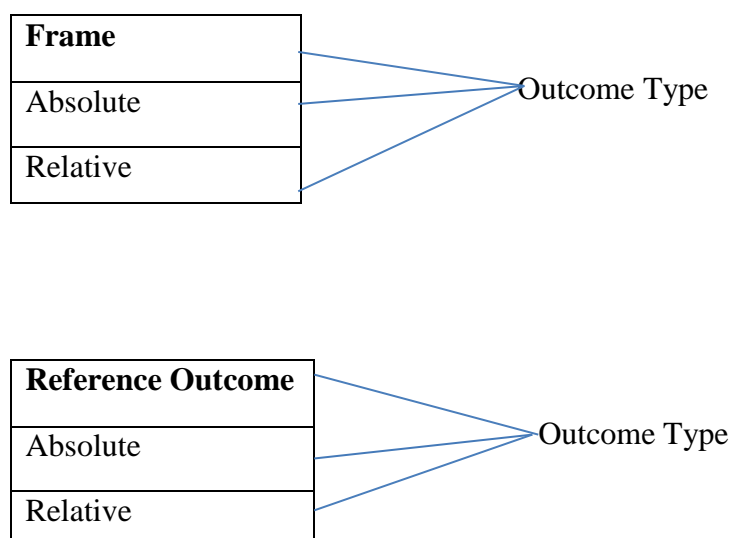 Frame
Absolute
Outcome Type
Relative
Reference Outcome
Absolute
Outcome Type
Relative